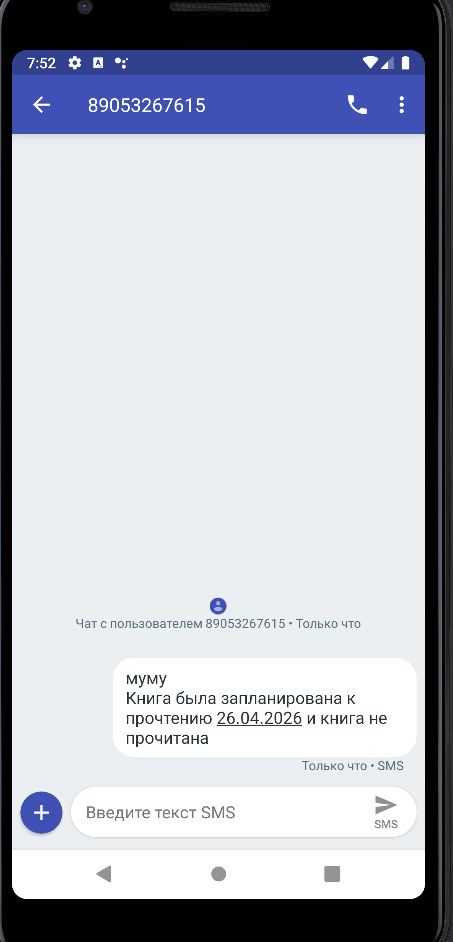 7:52
89053267615
Чат с пользователем 89053267615 • Только что
муму
Книга была запланирована к
прочтению 26.04.2026 и книга не
прочитана
Только что • SMS
Введите текст SMS
SMS